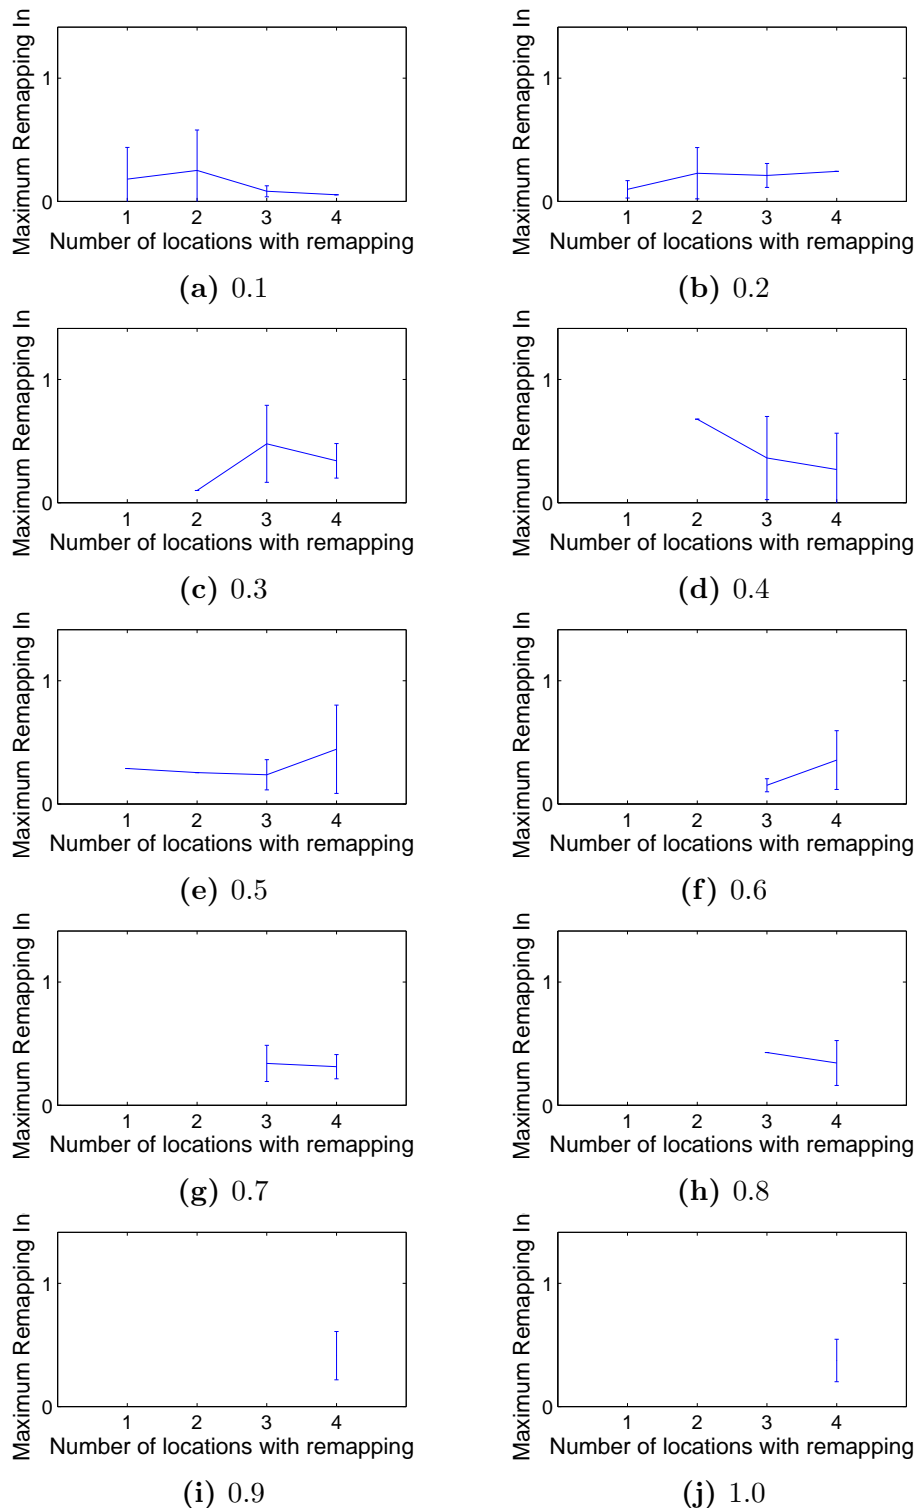 Maximum Remapping In
1
0
1 2 3 4
Number of locations with remapping
(a) 0.1
Maximum Remapping In
1
0
1 2 3 4
Number of locations with remapping
(b) 0.2
Maximum Remapping In
1
0
1 2 3 4
Number of locations with remapping
(c) 0.3
Maximum Remapping In
1
0
1 2 3 4
Number of locations with remapping
(d) 0.4
Maximum Remapping In
1
0
1 2 3 4
Number of locations with remapping
(e) 0.5
Maximum Remapping In
1
0
1 2 3 4
Number of locations with remapping
(f) 0.6
Maximum Remapping In
1
0
1 2 3 4
Number of locations with remapping
(g) 0.7
Maximum Remapping In
1
0
1 2 3 4
Number of locations with remapping
(h) 0.8
Maximum Remapping In
1
0
1 2 3 4
Number of locations with remapping
(i) 0.9
Maximum Remapping In
1
0
1 2 3 4
Number of locations with remapping
(j) 1.0